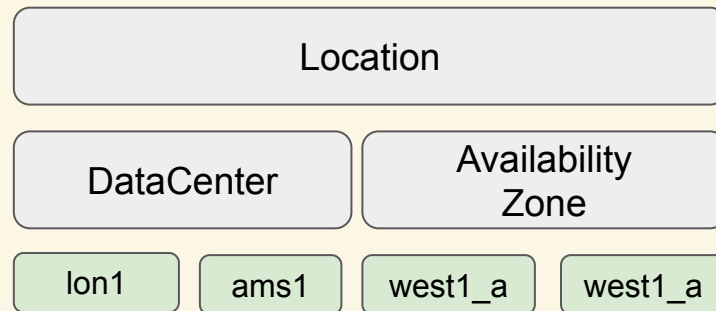 Location
DataCenter
Availability
Zone
lon1
ams1
west1_a
west1_a